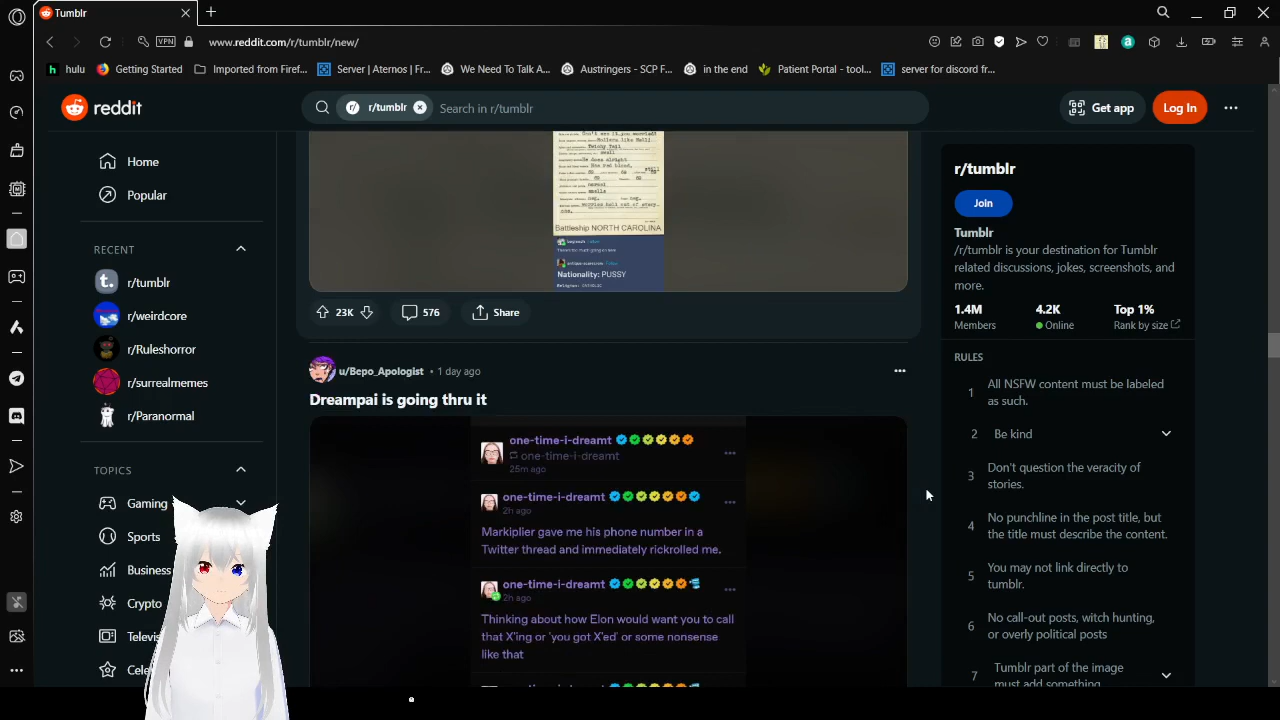 Tumblr
VPN
www.reddit.com/r/tumblr/new/
hulu
Getting Started
Imported from Firef...
Server | Aternos | Fr...
We Need To Talk A...
Austringers - SCP F...
in the end
Patient Portal - tool...
server for discord fr...
reddit
r/ r/tumblr
Search in r/tumblr
Get app
Log In
Home
Popular
RECENT
r/tumblr
r/weirdcore
r/Ruleshorror
r/surrealmemes
r/Paranormal
TOPICS
Gaming
Sports
Business
Crypto
Televis
Cele
Battleship NORTH CAROLINA
Nationality: PUSSY
23K
576
Share
u/Bepo_Apologist • 1 day ago
Dreampai is going thru it
one-time-i-dreamt
one-time-i-dreamt
25m ago
one-time-i-dreamt
2h ago
Markiplier gave me his phone number in a
Twitter thread and immediately rickrolled me.
one-time-i-dreamt
2h ago
Thinking about how Elon would want you to call
that X'ing or 'you got X'ed' or some nonsense
like that
r/tumblr
Join
Tumblr
/r/tumblr is your destination for Tumblr
related discussions, jokes, screenshots, and
more.
1.4M
4.2K
Top 1%
Members
Online
Rank by size
RULES
1
All NSFW content must be labeled
as such.
2
Be kind
3
Don't question the veracity of
stories.
4
No punchline in the post title, but
the title must describe the content.
5
You may not link directly to
tumblr.
6
No call-out posts, witch hunting,
or overly political posts
7
Tumblr part of the image
must add something